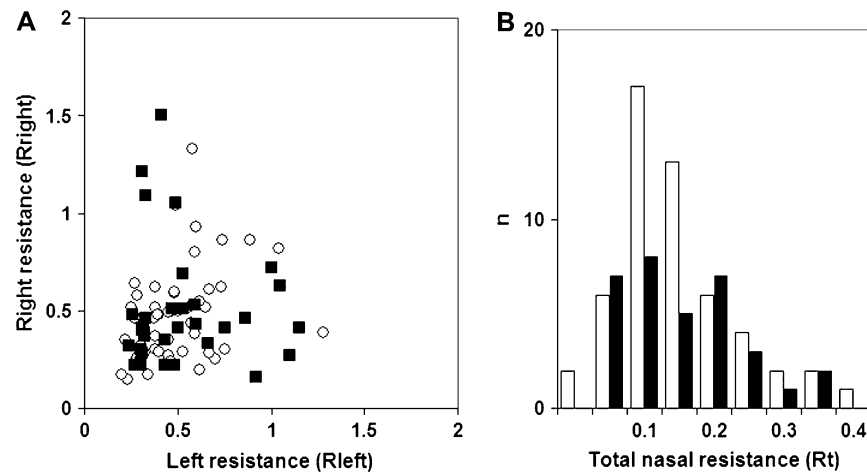 A
2
1.5
1
0.5
0
0 0.5 1 1.5 2
Right resistance (Rright)
Left resistance (Rleft)
B
20
10
0
n
0.1 0.2 0.3 0.4
Total nasal resistance (Rt)